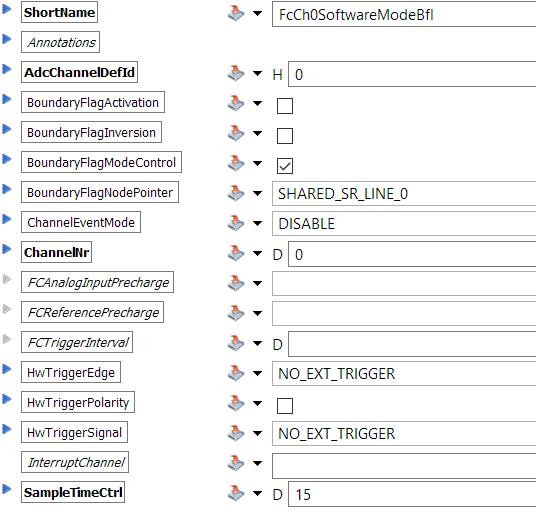 ShortName FcCh0SoftwareModeBfl
Annotations
AdcChannelDefId H 0
BoundaryFlagActivation
BoundaryFlagInversion
BoundaryFlagModeControl
BoundaryFlagNodePointer SHARED_SR_LINE_0
ChannelEventMode DISABLE
ChannelNr D 0
FCAnalogInputPrecharge
FCReferencePrecharge
FCTriggerInterval D
HwTriggerEdge NO_EXT_TRIGGER
HwTriggerPolarity
HwTriggerSignal NO_EXT_TRIGGER
InterruptChannel
SampleTimeCtrl D 15